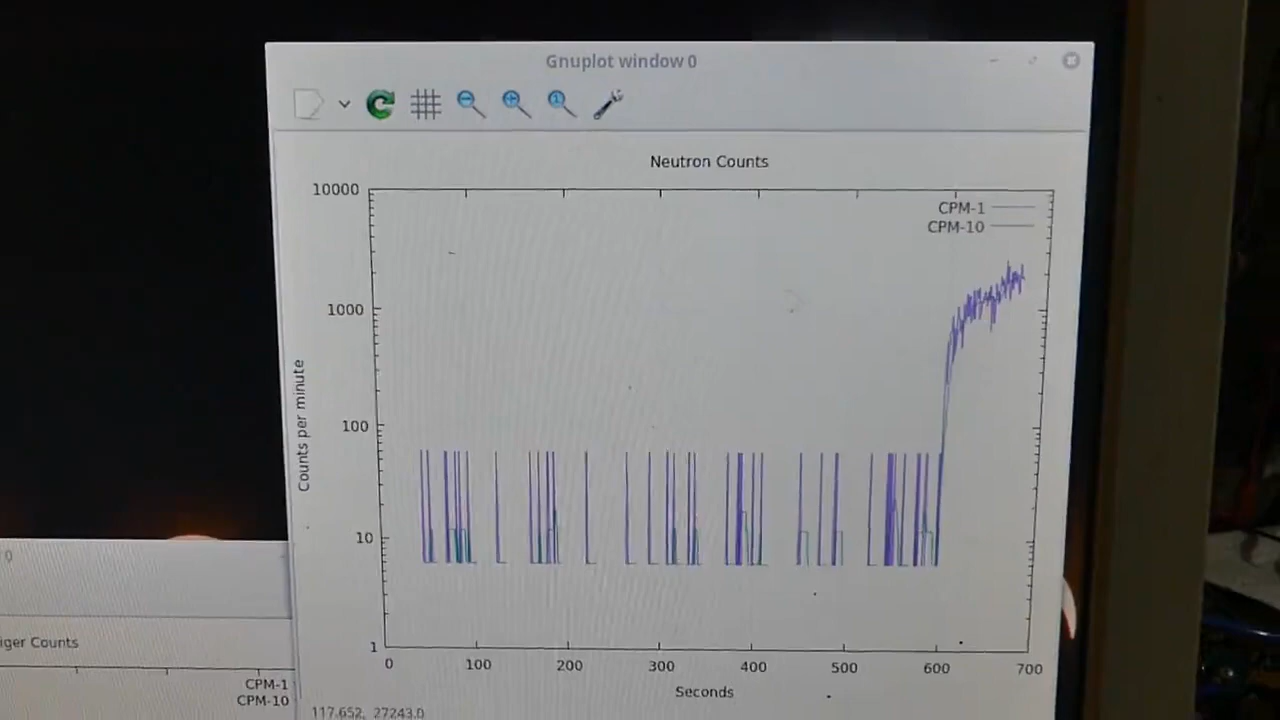 Gnuplot window 0
Neutron Counts
10000
CPM-1
CPM-10
1000
Counts per minute
100
10
1
0 100 200 300 400 500 600 700
Seconds
117.652, 27243.0
0
iger Counts
CPM-1
CPM-10